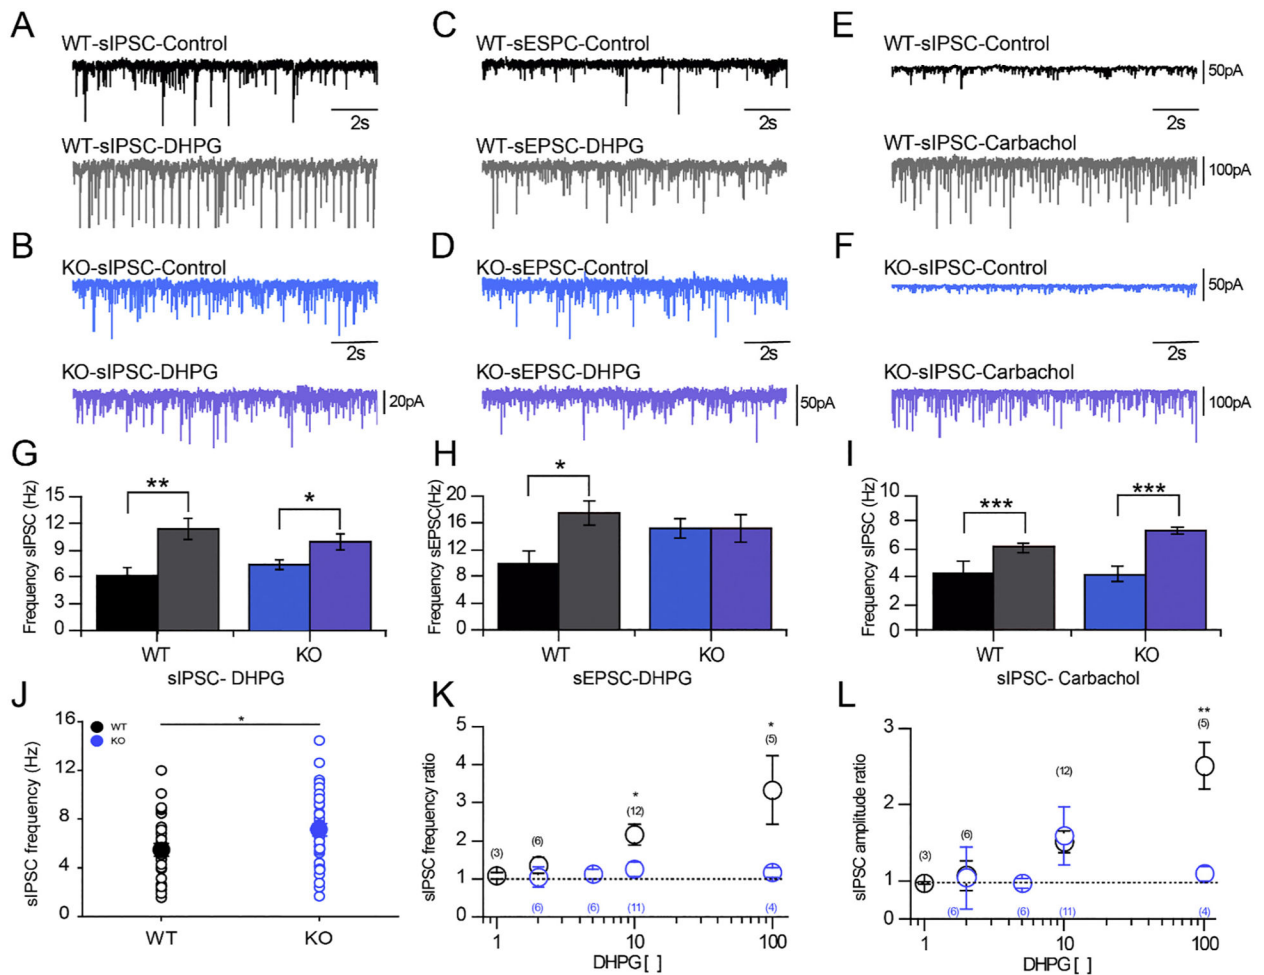 A
C
E
WT-sIPSC-Control
WT-sESPC-Control
WT-sIPSC-Control
50pA
2s
2s
2s
WT-sIPSC-DHPG
WT-sEPSC-DHPG
WT-sIPSC-Carbachol
100pA
B
D
F
KO-sIPSC-Control
KO-sEPSC-Control
KO-sIPSC-Control
50pA
2s
2s
2s
KO-sIPSC-DHPG
KO-sEPSC-DHPG
KO-sIPSC-Carbachol
20pA
50pA
100pA
G
Frequency sIPSC (Hz)
15
12
9
6
3
0
**
*
WT
KO
sIPSC- DHPG
H
Frequency sEPSC(Hz)
20
16
12
8
4
0
*
WT
KO
sEPSC-DHPG
I
Frequency sIPSC (Hz)
10
8
6
4
2
0
***
***
WT
KO
sIPSC- Carbachol
J
sIPSC frequency (Hz)
16
12
8
4
0
WT
KO
*
WT
KO
K
sIPSC frequency ratio
5
4
3
2
1
0
(3)
(6)
*
(12)
*
(5)
(6)
(6)
(11)
(4)
1
10
100
DHPG [ ]
L
sIPSC amplitude ratio
3
2
1
0
(3)
(6)
(12)
**
(5)
(6)
(6)
(11)
(4)
1
10
100
DHPG [ ]